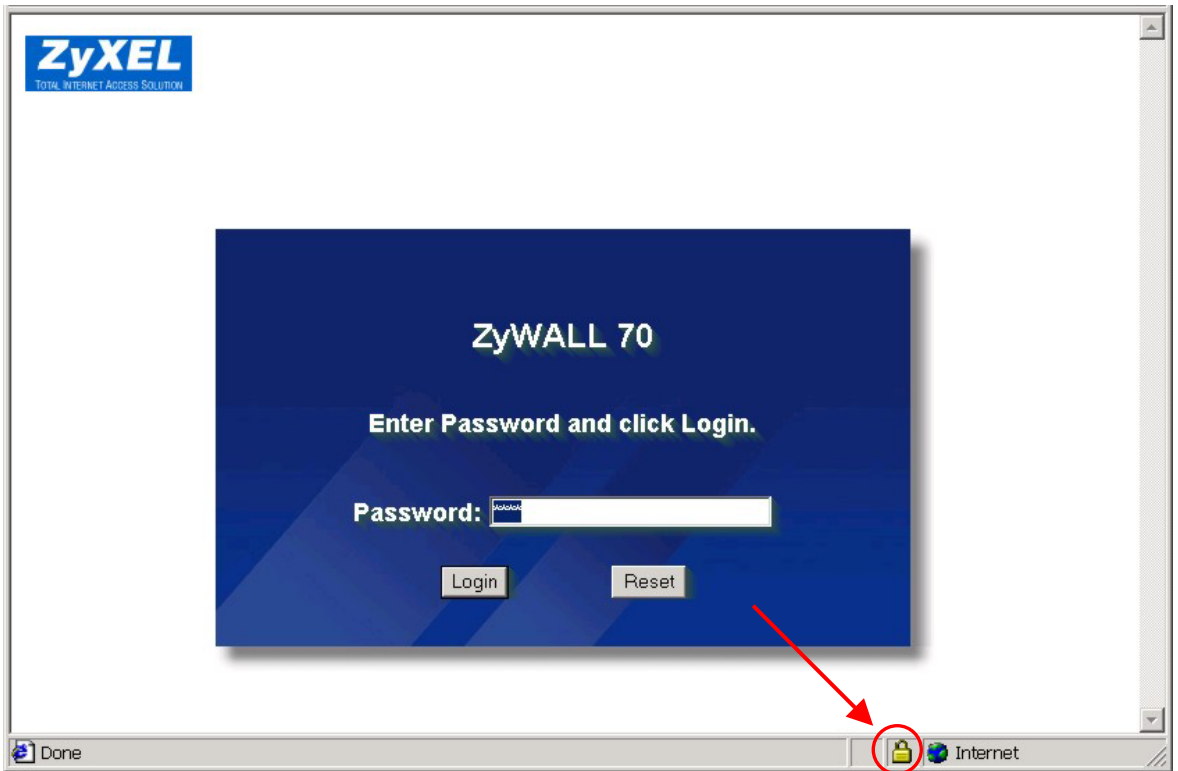 ZyXEL
TOTAL INTERNET ACCESS SOLUTION
ZyWALL 70
Enter Password and click Login.
Password: ****
Login Reset
Done Internet